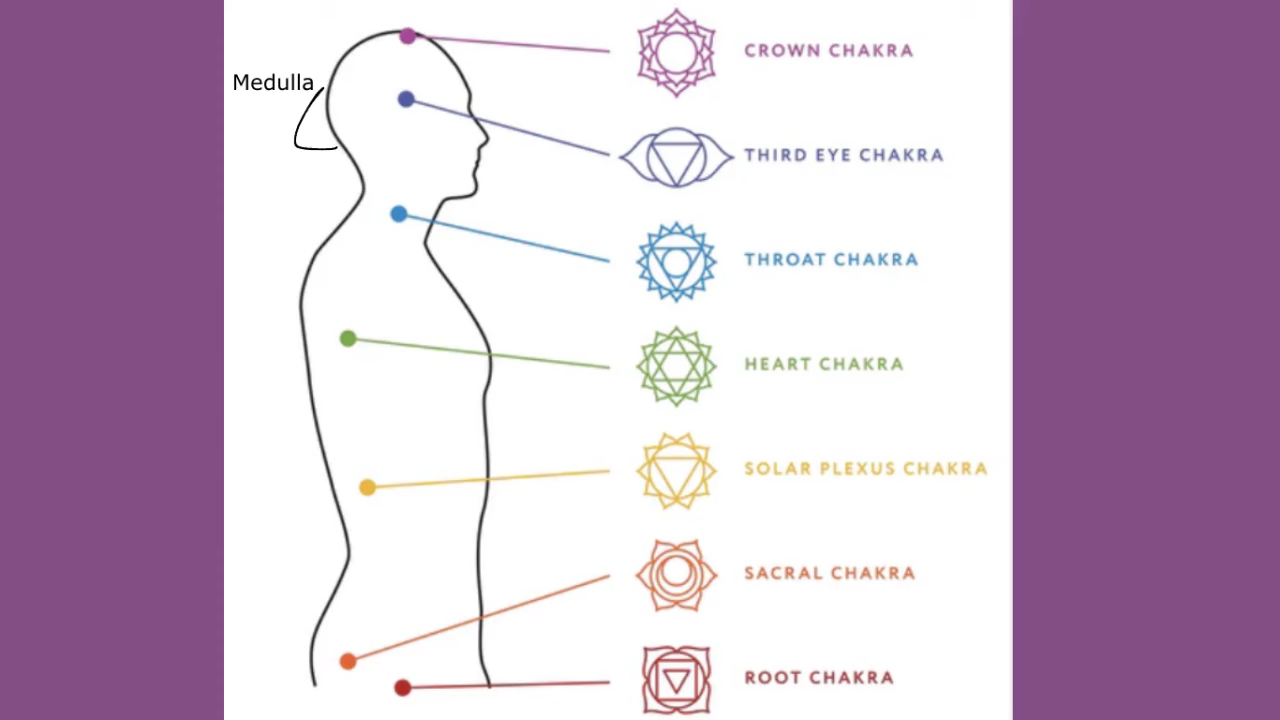 CROWN CHAKRA
Medulla
THIRD EYE CHAKRA
THROAT CHAKRA
HEART CHAKRA
SOLAR PLEXUS CHAKRA
SACRAL CHAKRA
ROOT CHAKRA